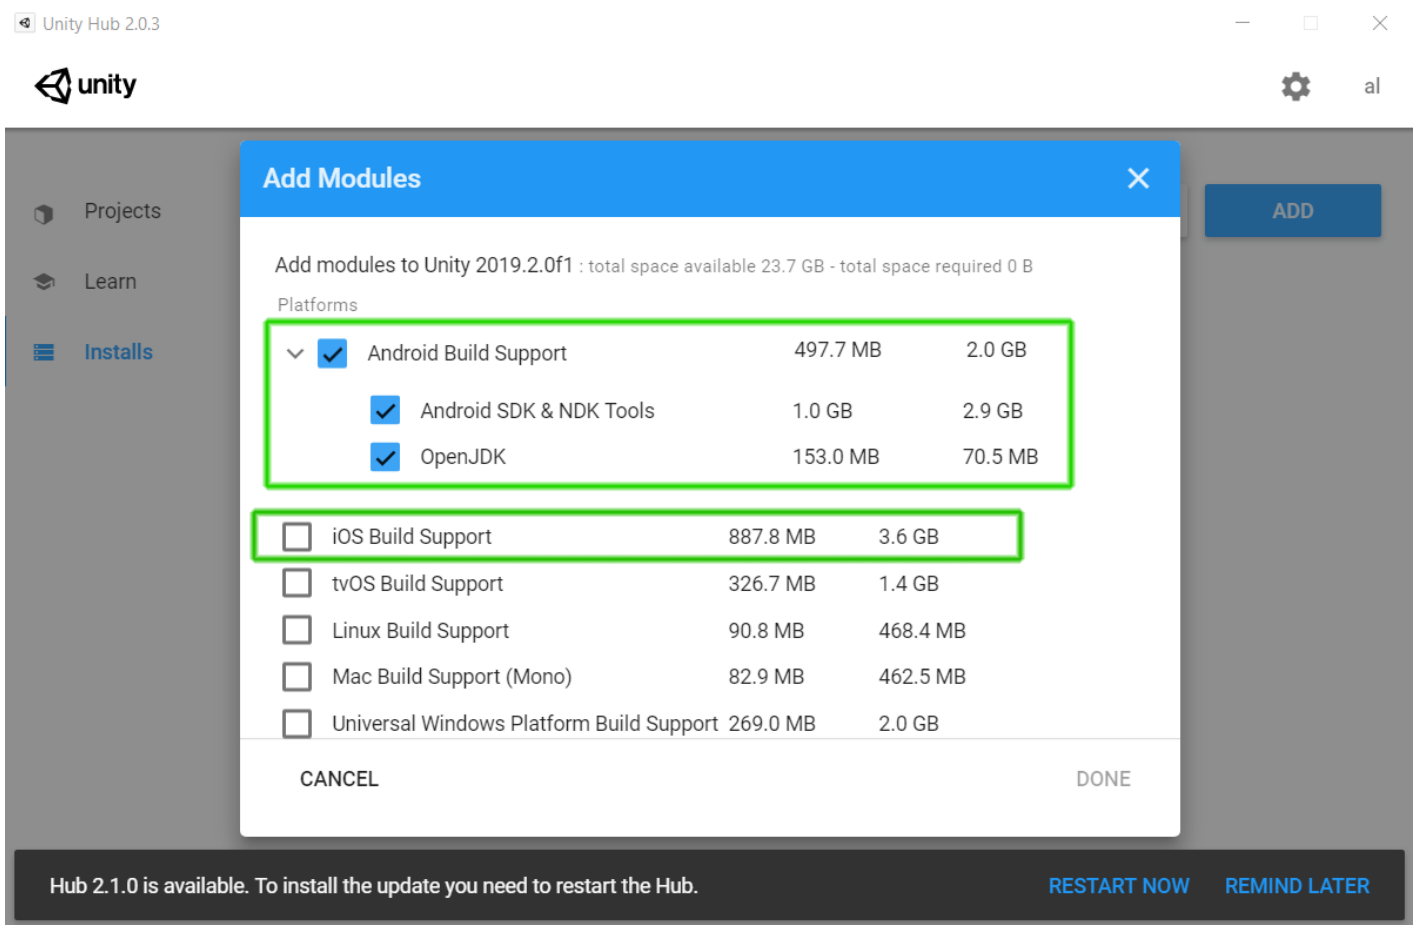 Unity Hub 2.0.3
unity
al
Add Modules
ADD
Projects
Learn
Installs
Add modules to Unity 2019.2.0f1 : total space available 23.7 GB - total space required 0 B
Platforms
Android Build Support 497.7 MB 2.0 GB
Android SDK & NDK Tools 1.0 GB 2.9 GB
OpenJDK 153.0 MB 70.5 MB
iOS Build Support 887.8 MB 3.6 GB
tvOS Build Support 326.7 MB 1.4 GB
Linux Build Support 90.8 MB 468.4 MB
Mac Build Support (Mono) 82.9 MB 462.5 MB
Universal Windows Platform Build Support 269.0 MB 2.0 GB
CANCEL DONE
Hub 2.1.0 is available. To install the update you need to restart the Hub. RESTART NOW REMIND LATER